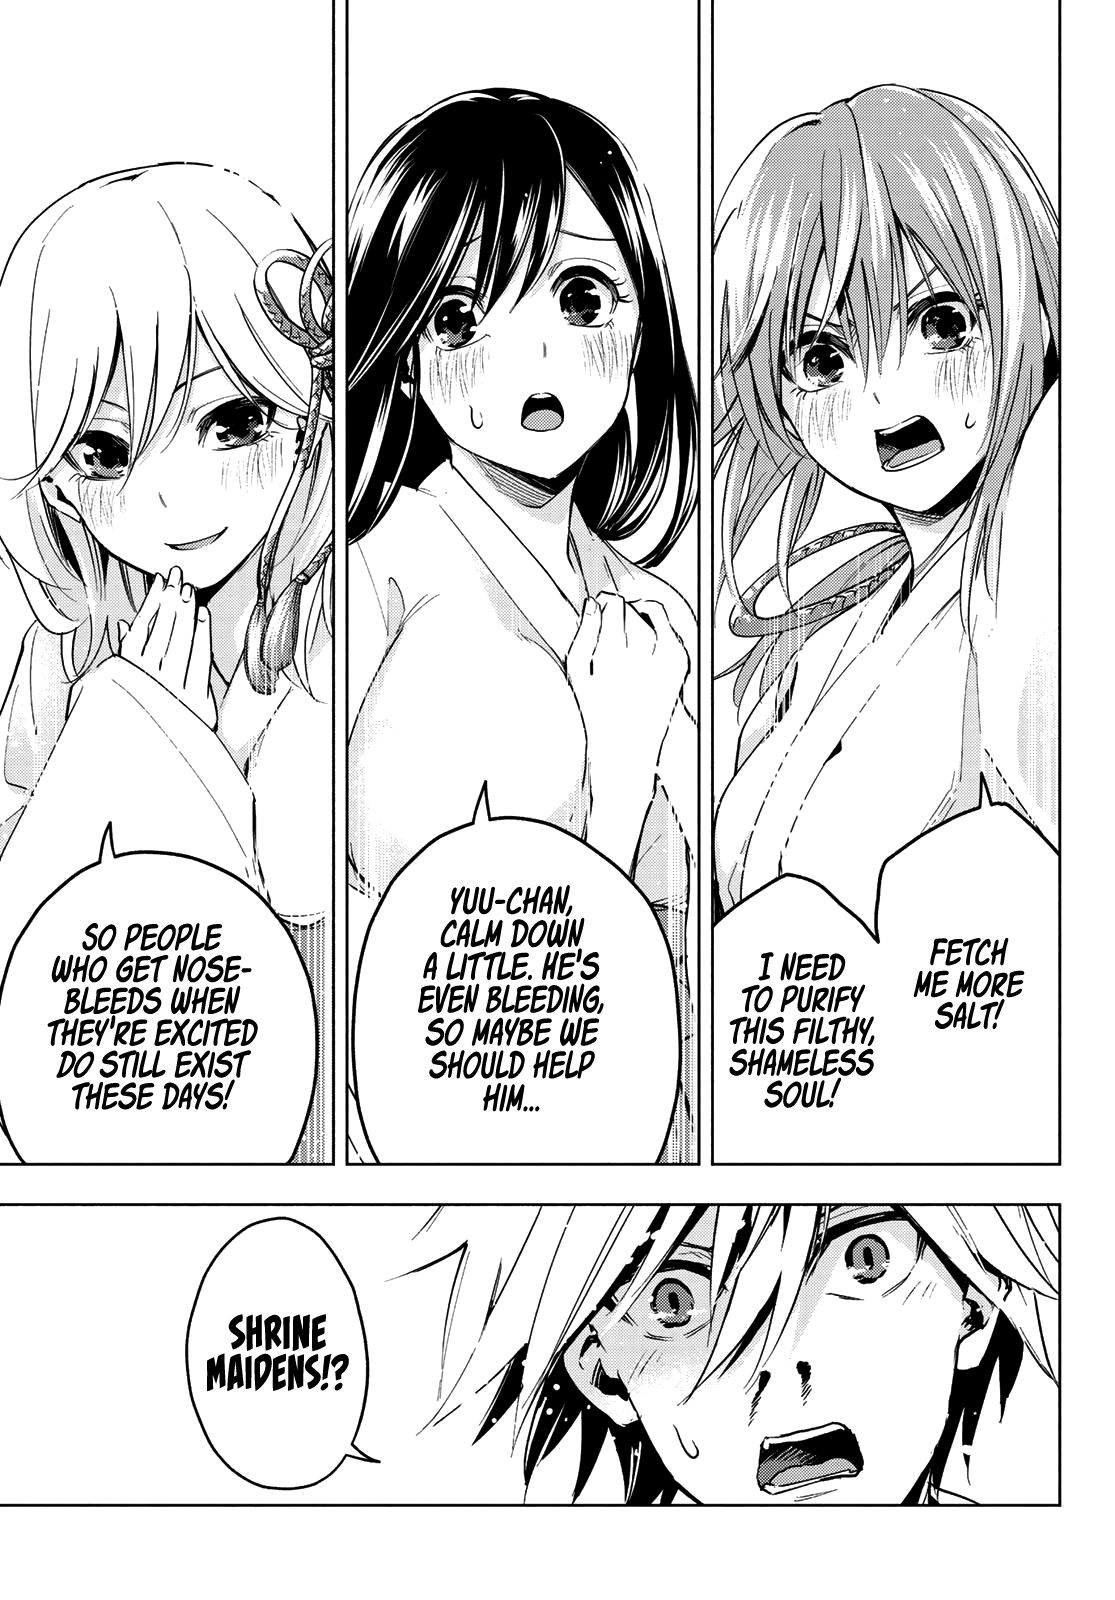 FETCH
ME MORE
SALT!
I NEED
TO PURIFY
THIS FILTHY,
SHAMELESS
SOUL!
YUU-CHAN,
CALM DOWN
A LITTLE. HE'S
EVEN BLEEDING,
SO MAYBE WE
SHOULD HELP
HIM...
SO PEOPLE
WHO GET NOSE-
BLEEDS WHEN
THEY'RE EXCITED
DO STILL EXIST
THESE DAYS!
SHRINE
MAIDENS!?